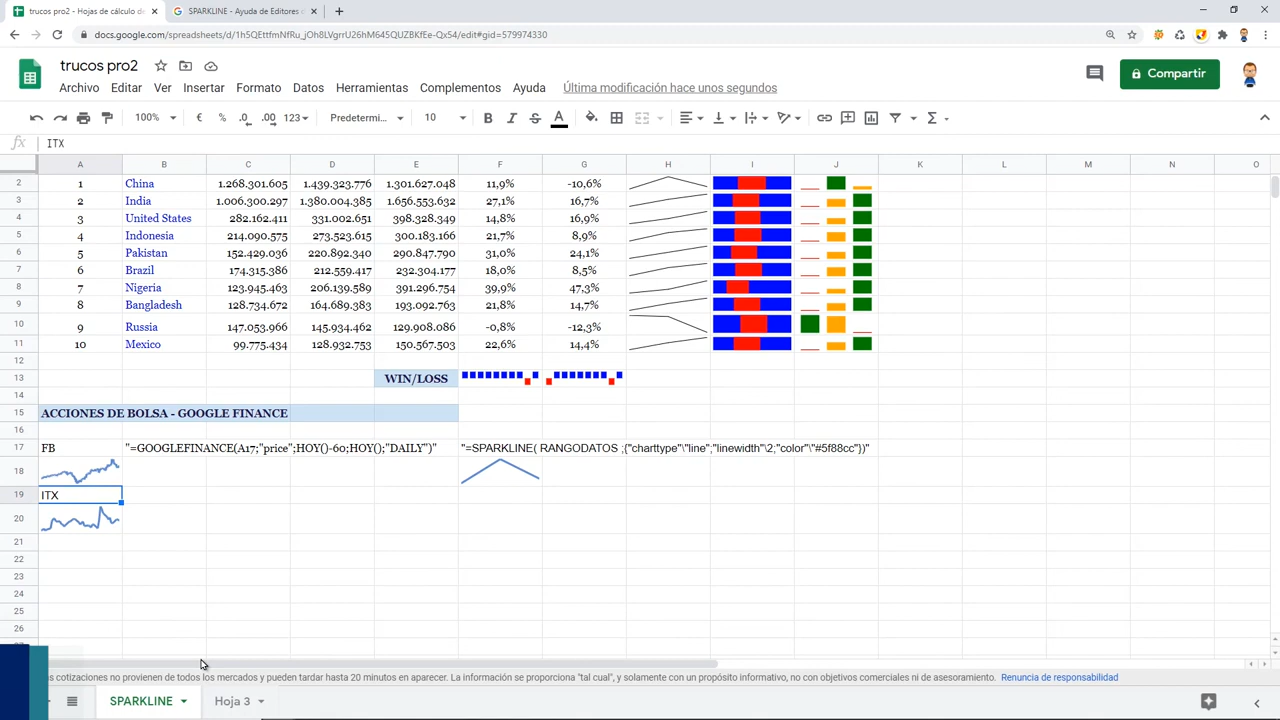 trucos pro2 - Hojas de cálculo de
SPARKLINE - Ayuda de Editores d
docs.google.com/spreadsheets/d/1h5QEttfmNfRu_jOh8LVgrrU26hM645QUZBKfEe-Qx54/edit#gid=579974330
trucos pro2
Archivo Editar Ver Insertar Formato Datos Herramientas Complementos Ayuda Última modificación hace unos segundos
Compartir
100% € % .0 .00 123 Predetermi... 10 B I S A Σ
fx ITX
A B C D E F G H I J K L M N O
2 1 China 1.268.301.605 1.439.323.776 1.301.627.048 11,9% -10,6%
3 2 India 1.006.300.297 1.380.004.385 1.656.553.632 27,1% 16,7%
4 3 United States 282.162.411 331.002.651 398.328.349 14,8% 16,9%
5 4 Indonesia 214.090.575 273.523.615 300.183.166 21,7% 8,9%
6 5 Pakistan 152.429.036 220.892.340 290.847.790 31,0% 24,1%
7 6 Brazil 174.315.386 212.559.417 232.304.177 18,0% 8,5%
8 7 Nigeria 123.945.463 206.139.589 391.296.754 39,9% 47,3%
9 8 Bangladesh 128.734.672 164.689.383 193.092.763 21,8% 14,7%
10 9 Russia 147.053.966 145.934.462 129.908.086 -0,8% -12,3%
11 10 Mexico 99.775.434 128.932.753 150.567.503 22,6% 14,4%
12
13 WIN/LOSS
14
15 ACCIONES DE BOLSA - GOOGLE FINANCE
16
17 FB "=GOOGLEFINANCE(A17;"price";HOY()-60;HOY();"DAILY")" "=SPARKLINE( RANGODATOS ;{"charttype"\"line";"linewidth"\2;"color"\"#5f88cc"})"
18
19 ITX
20
21
22
23
24
25
26
cotizaciones no provienen de todos los mercados y pueden tardar hasta 20 minutos en aparecer. La información se proporciona "tal cual", y solamente con un propósito informativo, no con objetivos comerciales ni de asesoramiento. Renuncia de responsabilidad
SPARKLINE Hoja 3